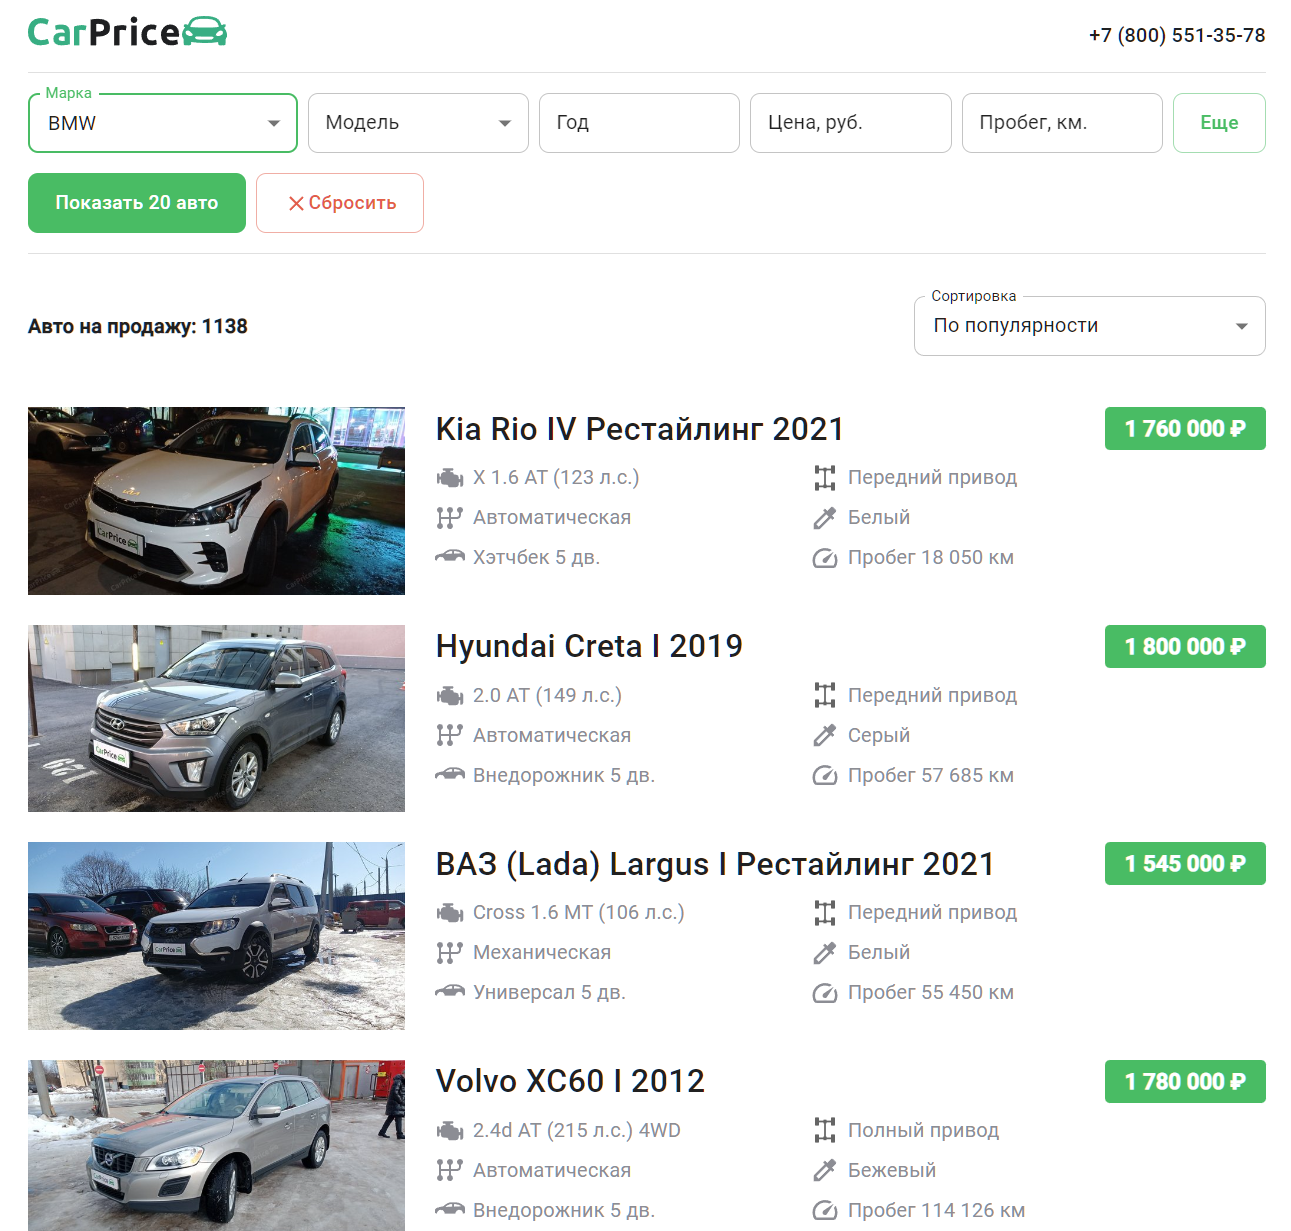 CarPrice
+7 (800) 551-35-78
Марка
BMW
Модель
Год
Цена, руб.
Пробег, км.
Еще
Показать 20 авто
Сбросить
Авто на продажу: 1138
Сортировка
По популярности
Kia Rio IV Рестайлинг 2021
1 760 000 ₽
X 1.6 AT (123 л.с.)
Передний привод
Автоматическая
Белый
Хэтчбек 5 дв.
Пробег 18 050 км
CarPrice
Hyundai Creta I 2019
1 800 000 ₽
2.0 AT (149 л.с.)
Передний привод
Автоматическая
Серый
Внедорожник 5 дв.
Пробег 57 685 км
CarPrice
ВАЗ (Lada) Largus I Рестайлинг 2021
1 545 000 ₽
Cross 1.6 MT (106 л.с.)
Передний привод
Механическая
Белый
Универсал 5 дв.
Пробег 55 450 км
CarPrice
Volvo XC60 I 2012
1 780 000 ₽
2.4d AT (215 л.с.) 4WD
Полный привод
Автоматическая
Бежевый
Внедорожник 5 дв.
Пробег 114 126 км
CarPrice